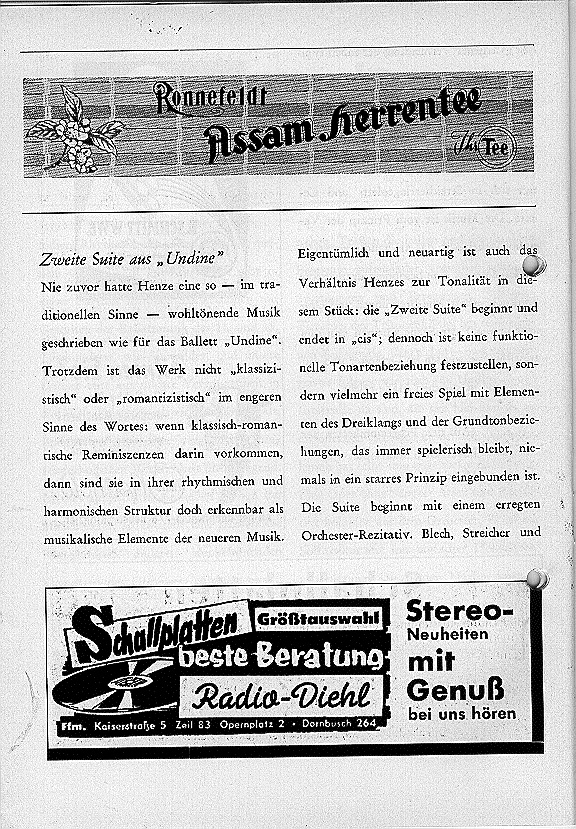 Ronnefeldt
Assam Herrentee
Ihr Tee
Zweite Suite aus „Undine”
Nie zuvor hatte Henze eine so — im tra-
ditionellen Sinne — wohltönende Musik
geschrieben wie für das Ballett „Undine“.
Trotzdem ist das Werk nicht „klassizi-
stisch“ oder „romantizistisch“ im engeren
Sinne des Wortes: wenn klassisch-roman-
tische Reminiszenzen darin vorkommen,
dann sind sie in ihrer rhythmischen und
harmonischen Struktur doch erkennbar als
musikalische Elemente der neueren Musik.
Eigentümlich und neuartig ist auch das
Verhältnis Henzes zur Tonalität in die-
sem Stück: die „Zweite Suite“ beginnt und
endet in „cis“; dennoch ist keine funktio-
nelle Tonartenbeziehung festzustellen, son-
dern vielmehr ein freies Spiel mit Elemen-
ten des Dreiklangs und der Grundtonbezie-
hungen, das immer spielerisch bleibt, nie-
mals in ein starres Prinzip eingebunden ist.
Die Suite beginnt mit einem erregten
Orchester-Rezitativ. Blech, Streicher und
Schallplatten
Größtauswahl
beste Beratung
Radio-Diehl
Ffm. Kaiserstraße 5 Zeil 83 Opernplatz 2 • Dornbusch 264
Stereo-
Neuheiten
mit
Genuß
bei uns hören